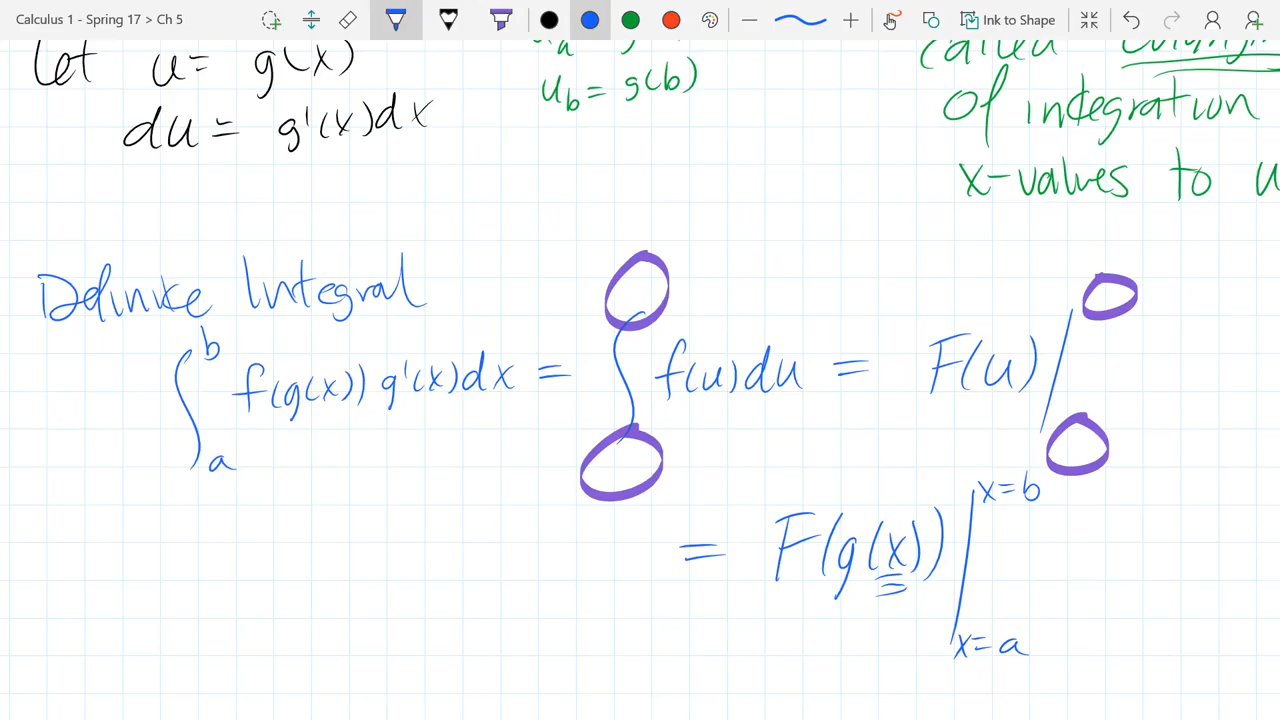 Calculus 1 - Spring 17 > Ch 5
Ink to Shape
let u = g(x)
du = g'(x)dx
u_b = g(b)
called
of integration
x-values to u
Definite Integral
∫_a^b f(g(x)) g'(x)dx = ∫ f(u)du = F(u) |
= F(g(x)) |_{x=a}^{x=b}